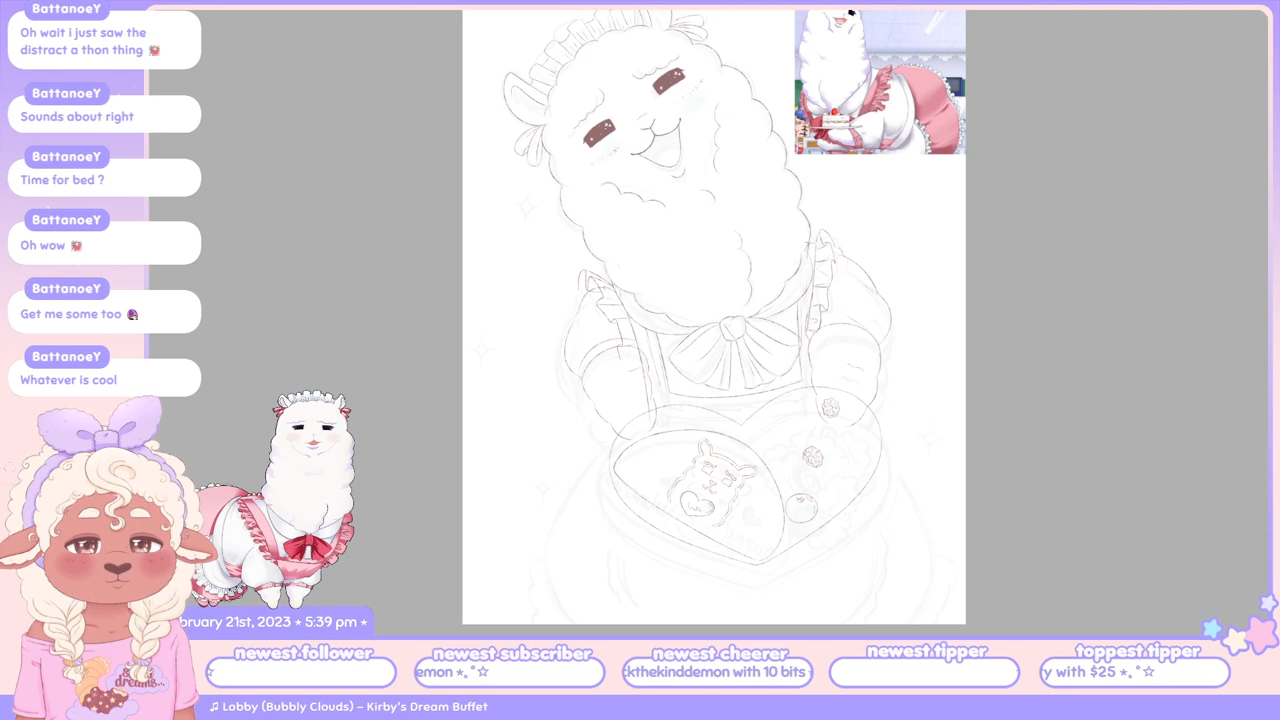 BattanoeY
Oh wait i just saw the
distract a thon thing
BattanoeY
Sounds about right
BattanoeY
Time for bed ?
BattanoeY
Oh wow
BattanoeY
Get me some too
BattanoeY
Whatever is cool
bruary 21st, 2023 ⋆ 5:39 pm ⋆
newest follower
newest subscriber
emon ⋆.˚☆
newest cheerer
ckthekinddemon with 10 bits
newest tipper
toppest tipper
y with $25 ⋆.˚☆
dreams...
♫ Lobby (Bubbly Clouds) - Kirby's Dream Buffet